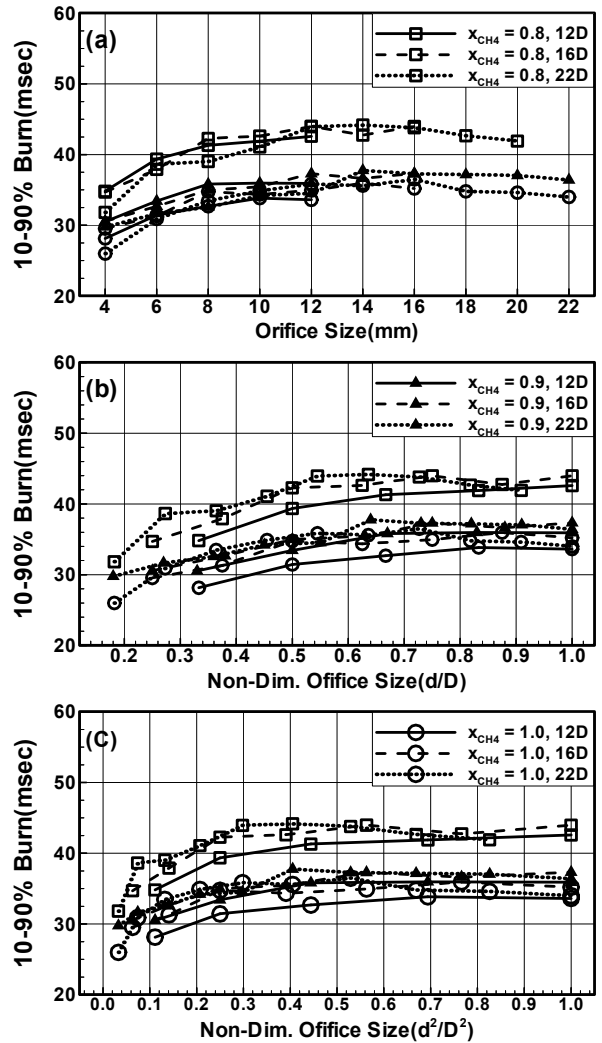 60
(a)
x_CH4 = 0.8, 12D
x_CH4 = 0.8, 16D
x_CH4 = 0.8, 22D
50
40
30
20
10-90% Burn(msec)
4 6 8 10 12 14 16 18 20 22
Orifice Size(mm)
60
(b)
x_CH4 = 0.9, 12D
x_CH4 = 0.9, 16D
x_CH4 = 0.9, 22D
50
40
30
20
10-90% Burn(msec)
0.2 0.3 0.4 0.5 0.6 0.7 0.8 0.9 1.0
Non-Dim. Ofifice Size(d/D)
60
(C)
x_CH4 = 1.0, 12D
x_CH4 = 1.0, 16D
x_CH4 = 1.0, 22D
50
40
30
20
10-90% Burn(msec)
0.0 0.1 0.2 0.3 0.4 0.5 0.6 0.7 0.8 0.9 1.0
Non-Dim. Ofifice Size(d²/D²)